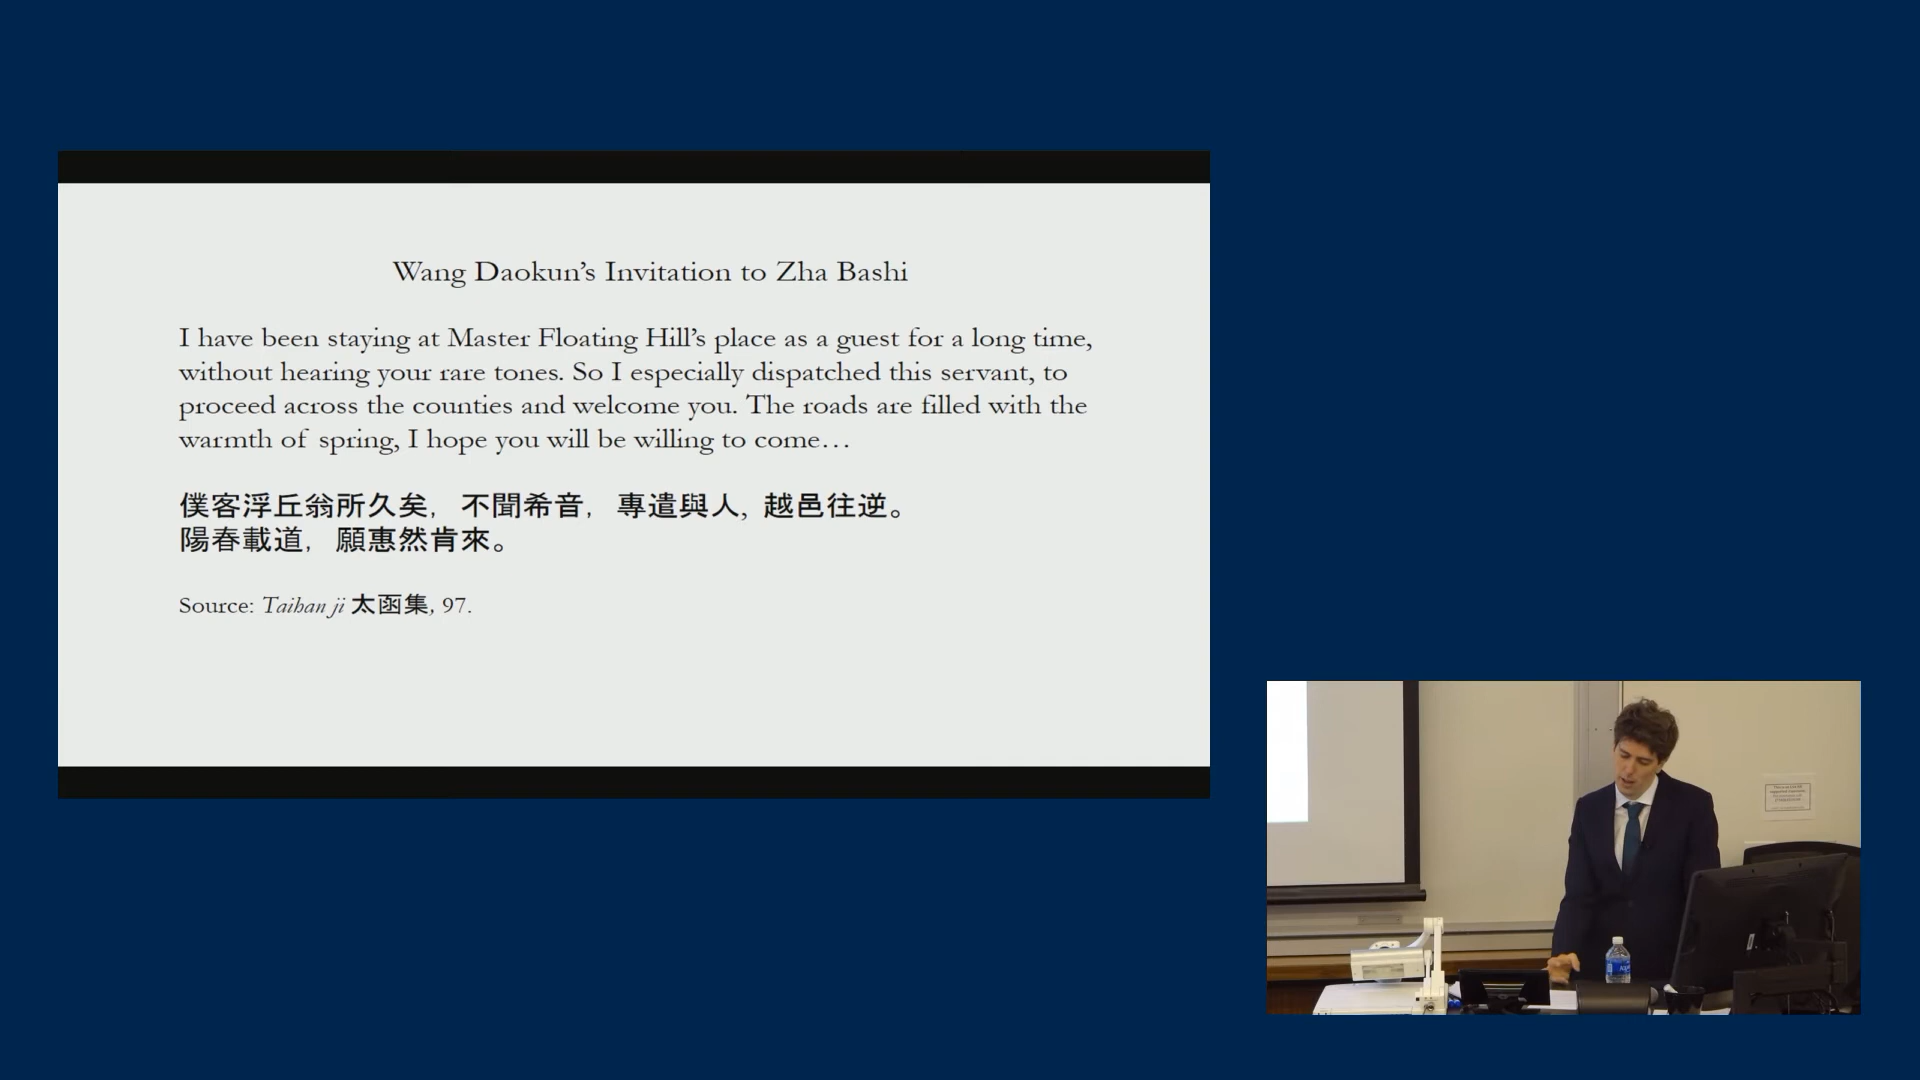 Wang Daokun’s Invitation to Zha Bashi
I have been staying at Master Floating Hill’s place as a guest for a long time,
without hearing your rare tones. So I especially dispatched this servant, to
proceed across the counties and welcome you. The roads are filled with the
warmth of spring, I hope you will be willing to come…
僕客浮丘翁所久矣，不聞希音，專遣與人, 越邑往逆。
陽春載道，願惠然肯來。
Source: Taihan ji 太函集, 97.